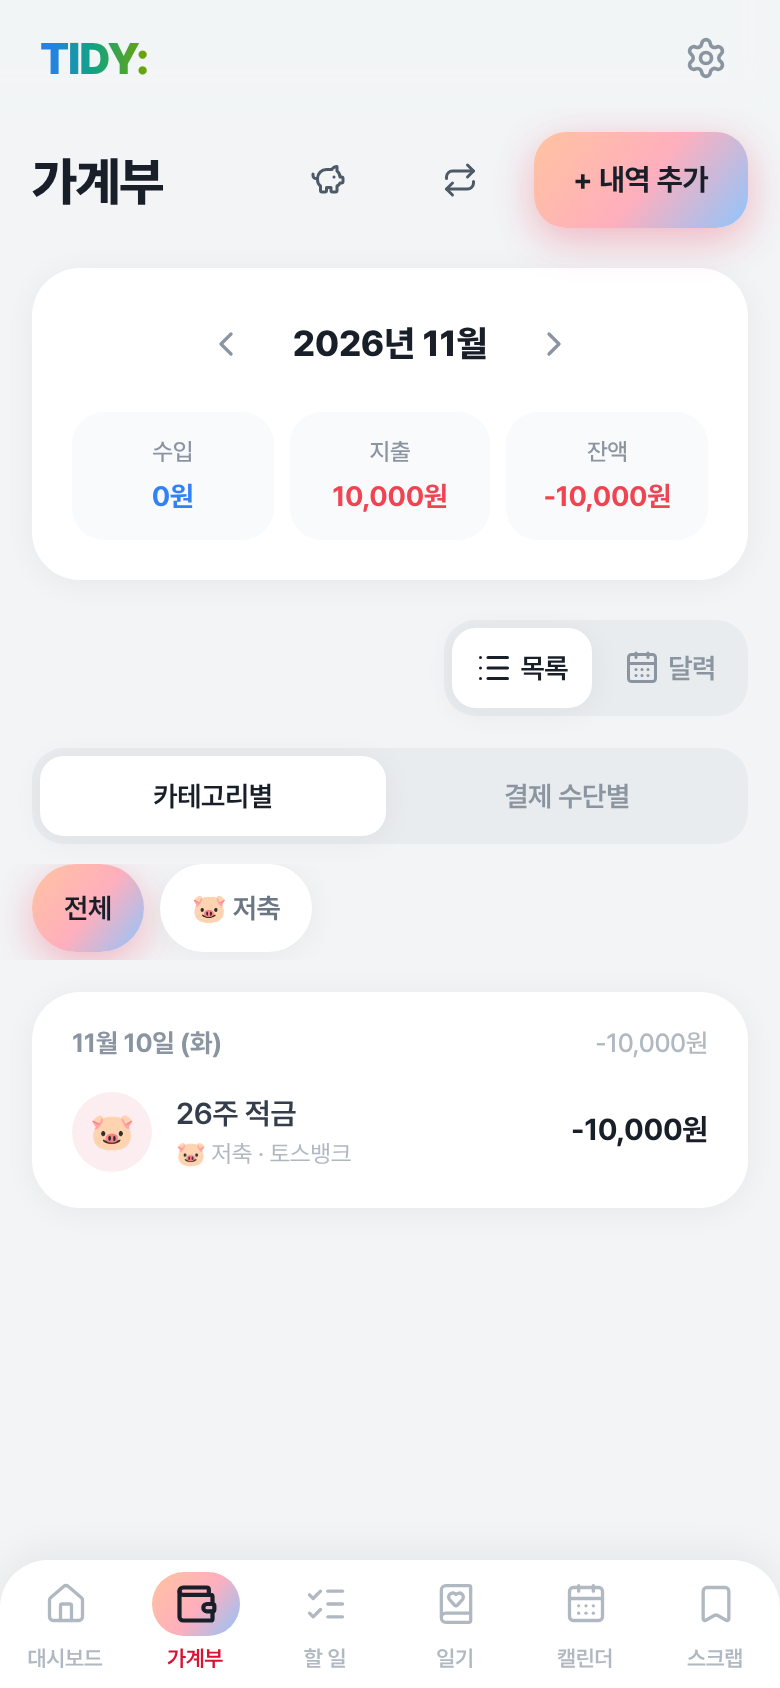 TIDY:
가계부
+ 내역 추가
2026년 11월
수입
0원
지출
10,000원
잔액
-10,000원
목록
달력
카테고리별
결제 수단별
전체
🐷 저축
11월 10일 (화)
-10,000원
26주 적금
🐷 저축 · 토스뱅크
-10,000원
대시보드
가계부
할 일
일기
캘린더
스크랩